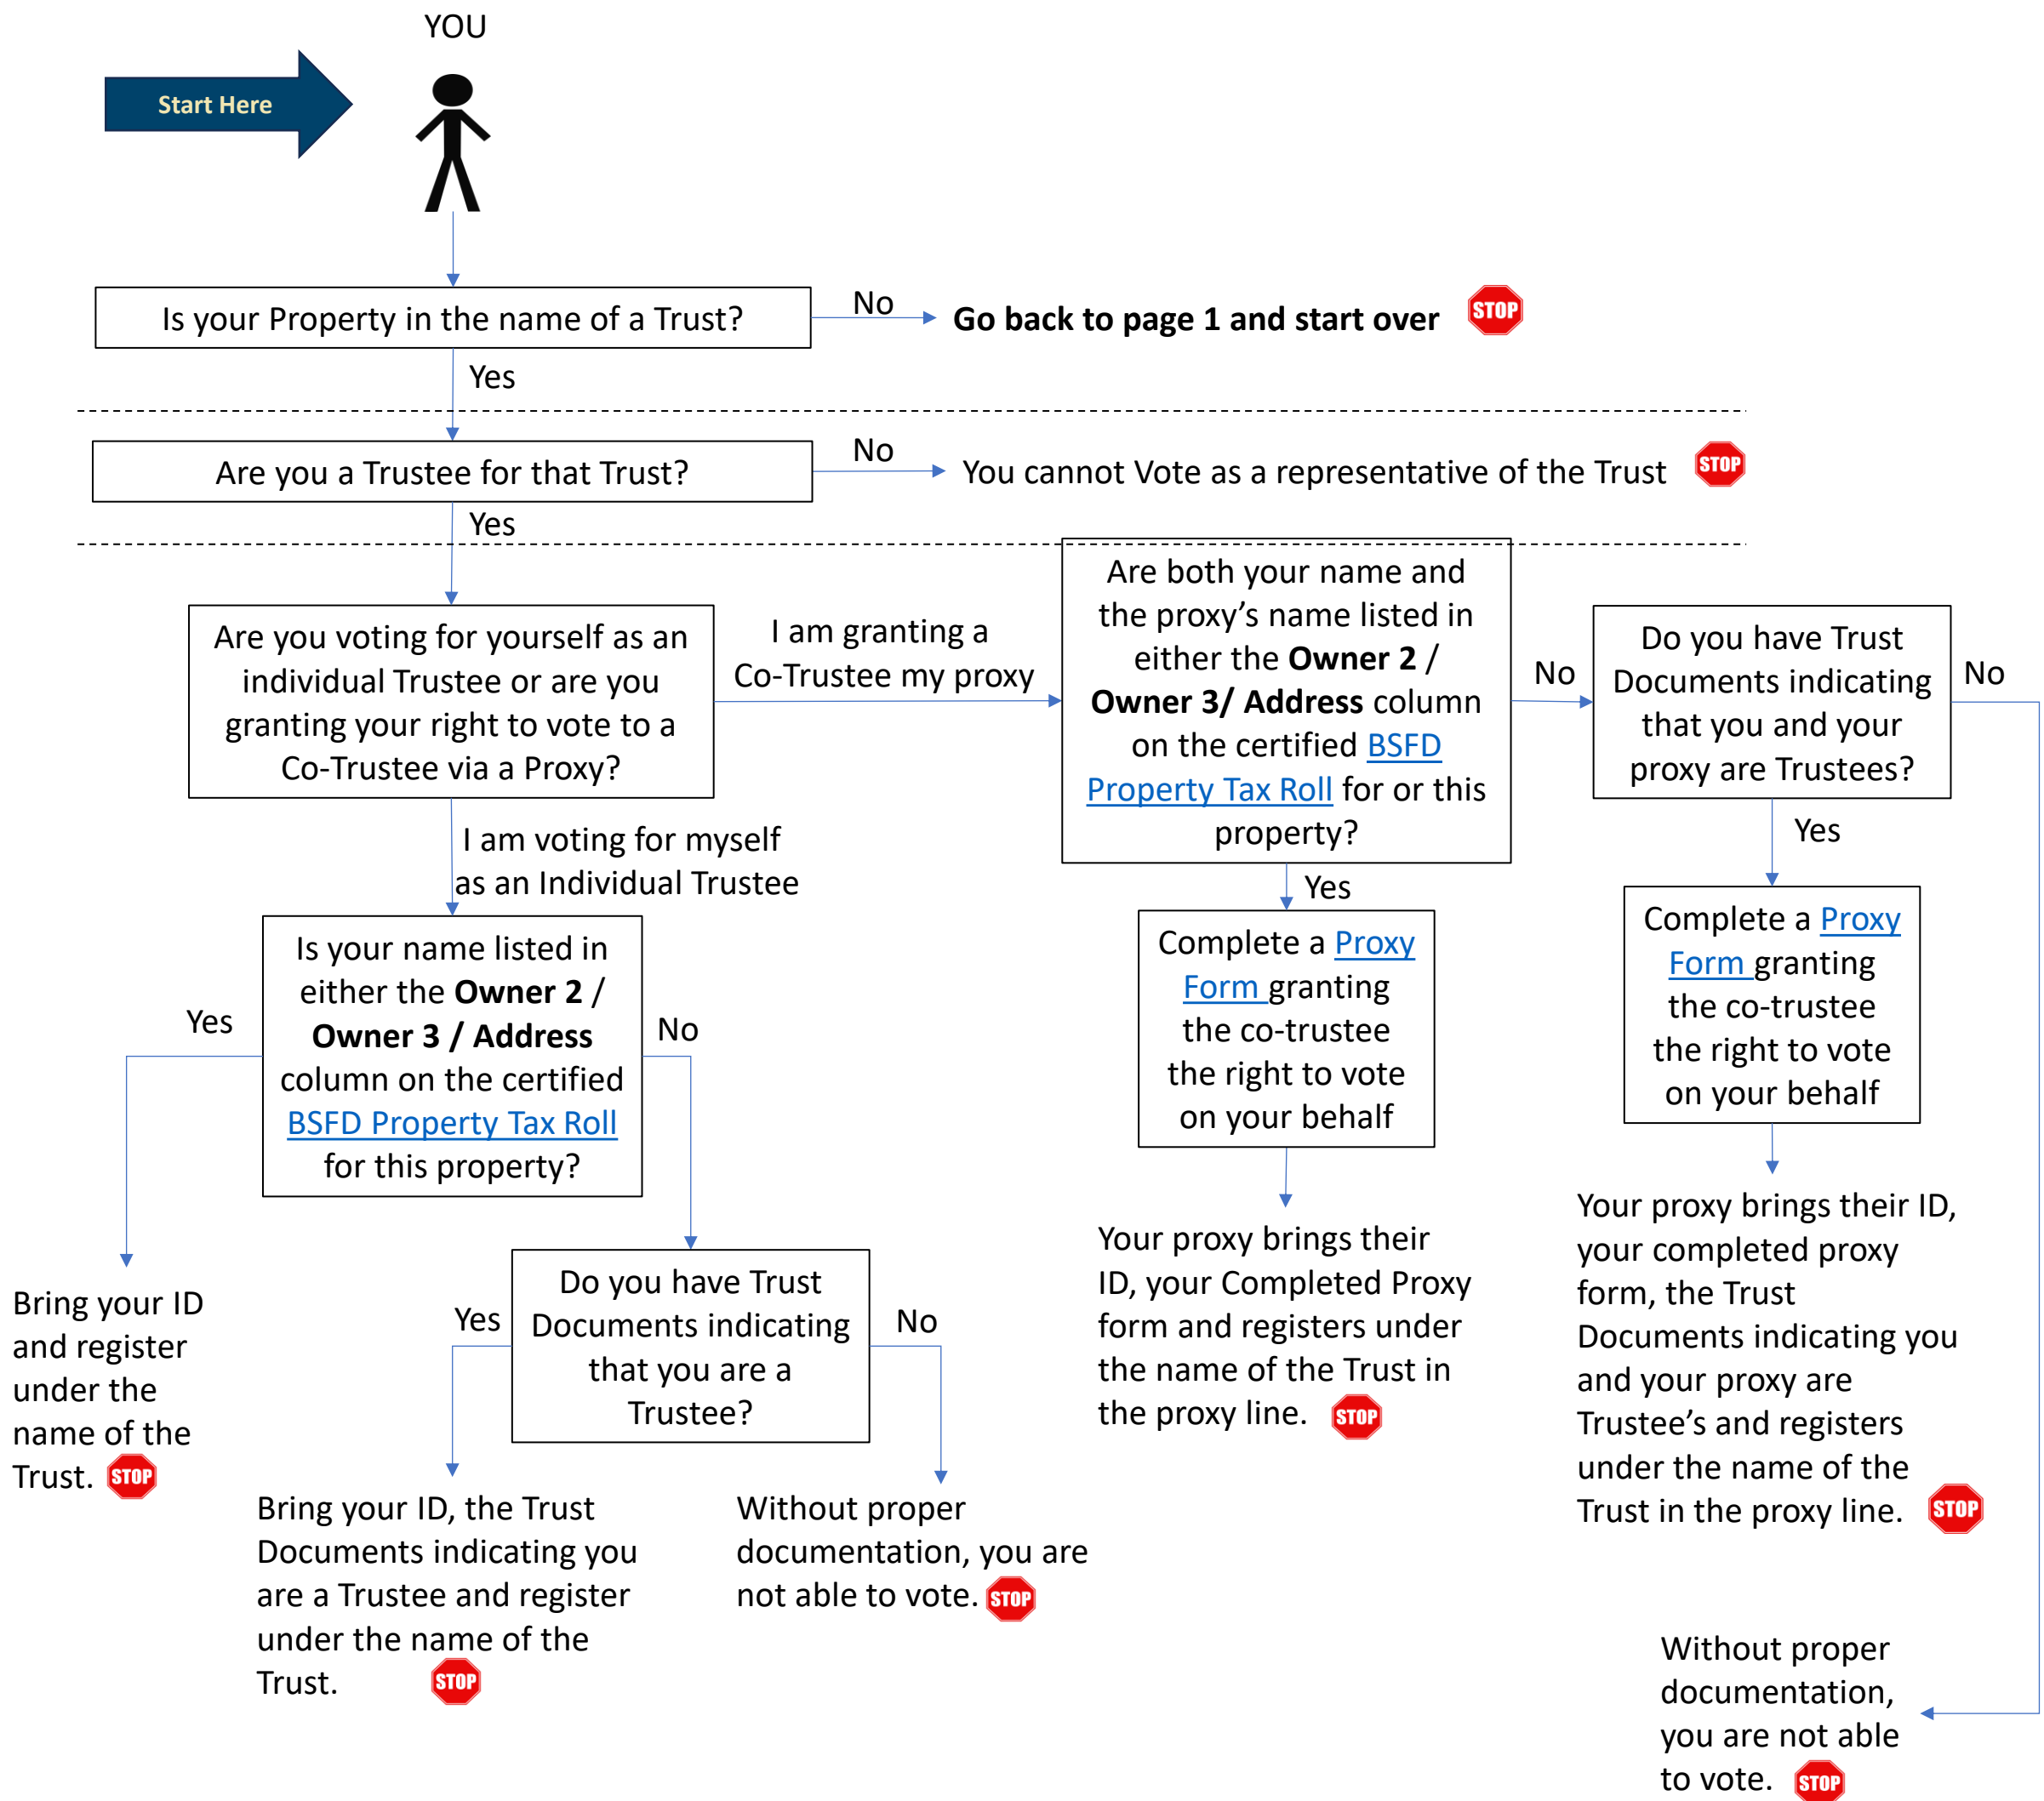 YOU
Start Here
Is your Property in the name of a Trust?
No
Go back to page 1 and start over
STOP
Yes
Are you a Trustee for that Trust?
No
You cannot Vote as a representative of the Trust
STOP
Yes
Are you voting for yourself as an
individual Trustee or are you
granting your right to vote to a
Co-Trustee via a Proxy?
I am granting a
Co-Trustee my proxy
Are both your name and
the proxy's name listed in
either the Owner 2 /
Owner 3/ Address column
on the certified BSFD
Property Tax Roll for or this
property?
No
Do you have Trust
Documents indicating
that you and your
proxy are Trustees?
No
I am voting for myself
as an Individual Trustee
Yes
Yes
Is your name listed in
either the Owner 2 /
Owner 3 / Address
column on the certified
BSFD Property Tax Roll
for this property?
Yes
No
Complete a Proxy
Form granting
the co-trustee
the right to vote
on your behalf
Complete a Proxy
Form granting
the co-trustee
the right to vote
on your behalf
Bring your ID
and register
under the
name of the
Trust.
STOP
Do you have Trust
Documents indicating
that you are a
Trustee?
Yes
No
Your proxy brings their
ID, your Completed Proxy
form and registers under
the name of the Trust in
the proxy line.
STOP
Your proxy brings their ID,
your completed proxy
form, the Trust
Documents indicating you
and your proxy are
Trustee's and registers
under the name of the
Trust in the proxy line.
STOP
Bring your ID, the Trust
Documents indicating you
are a Trustee and register
under the name of the
Trust.
STOP
Without proper
documentation, you are
not able to vote.
STOP
Without proper
documentation,
you are not able
to vote.
STOP